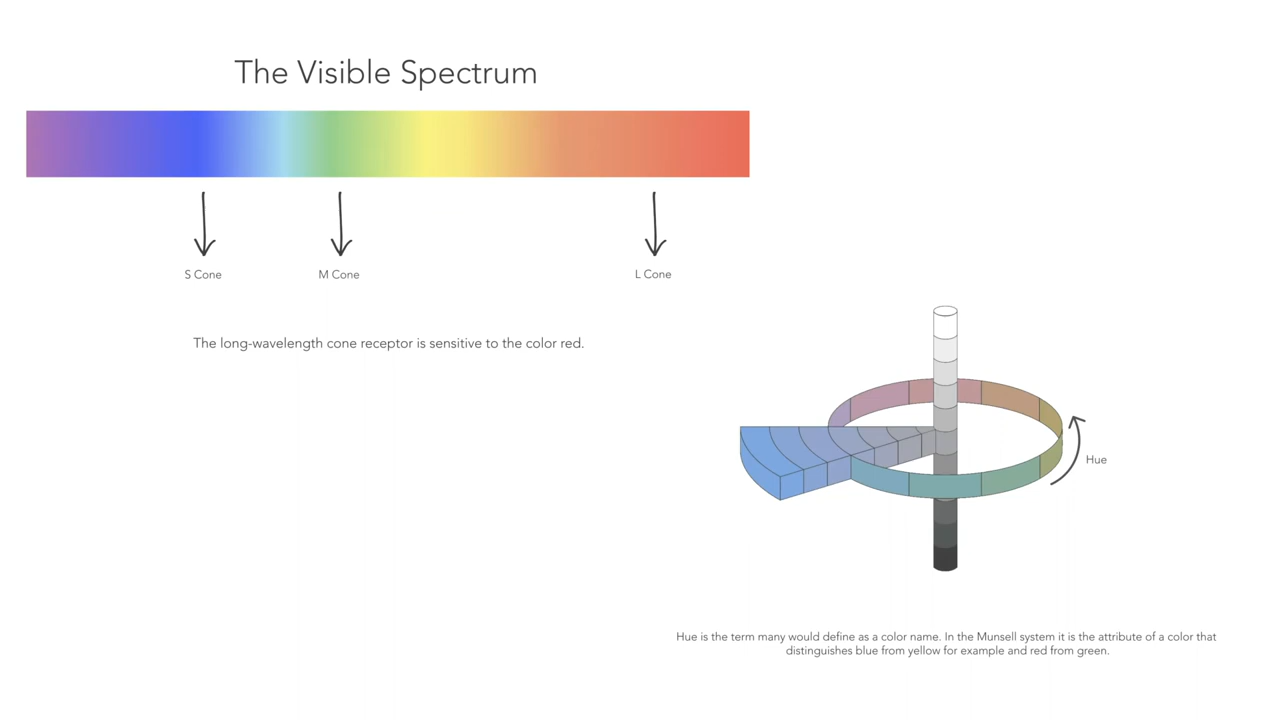 The Visible Spectrum
S Cone
M Cone
L Cone
The long-wavelength cone receptor is sensitive to the color red.
Hue
Hue is the term many would define as a color name. In the Munsell system it is the attribute of a color that
distinguishes blue from yellow for example and red from green.